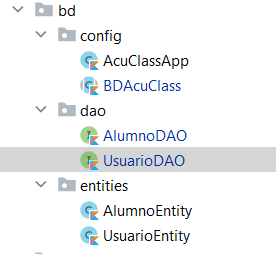 bd
config
AcuClassApp
BDAcuClass
dao
AlumnoDAO
UsuarioDAO
entities
AlumnoEntity
UsuarioEntity